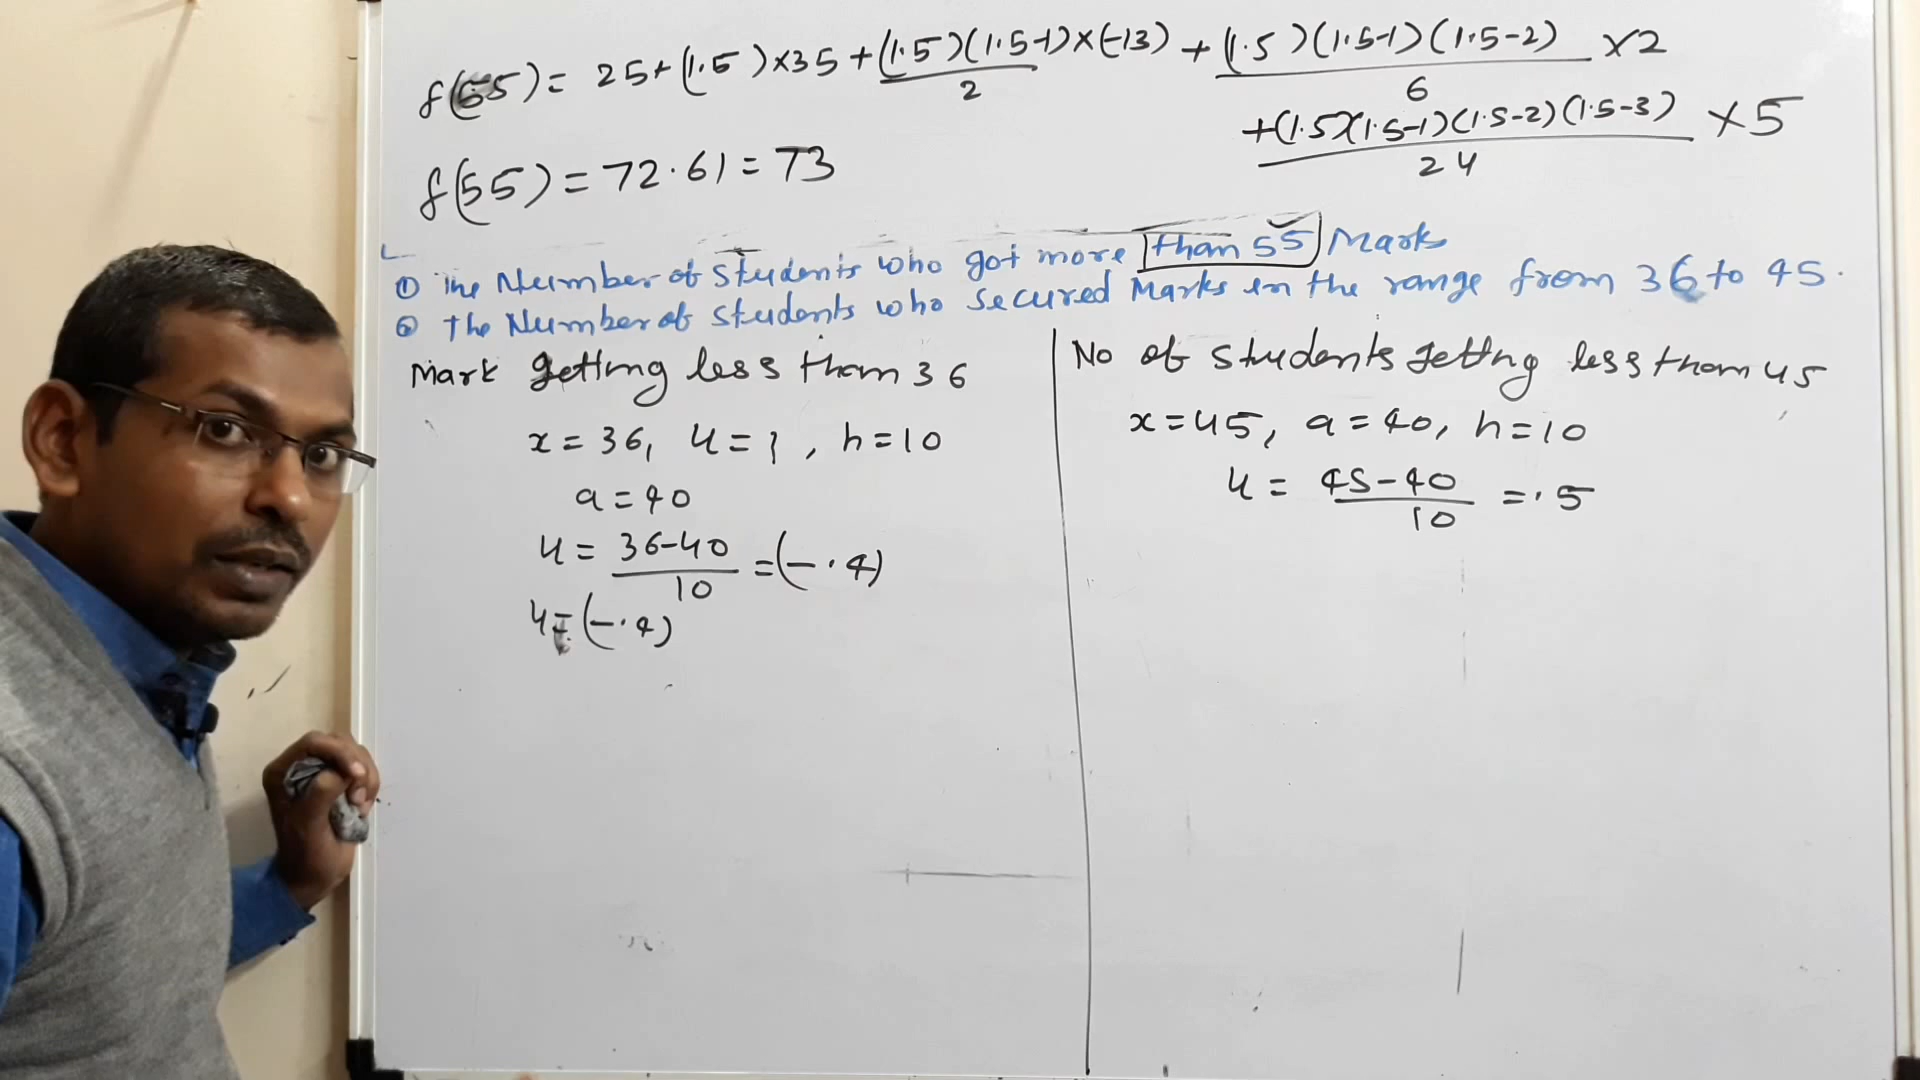 f(55) = 25 + (1.5) × 35 + (1.5)(1.5-1) × (-13) / 2 + (1.5)(1.5-1)(1.5-2) / 6 × 2
+ (1.5)(1.5-1)(1.5-2)(1.5-3) / 24 × 5
f(55) = 72.61 = 73
① The Number of Students who got more than 55 Marks
② The Number of Students who Secured Marks in the range from 36 to 45.
Mark getting less than 36
x = 36, u = 1, h = 10
a = 40
u = 36-40 / 10 = (-.4)
u = (-.4)
No of Students getting less than 45
x = 45, a = 40, h = 10
u = 45-40 / 10 = .5